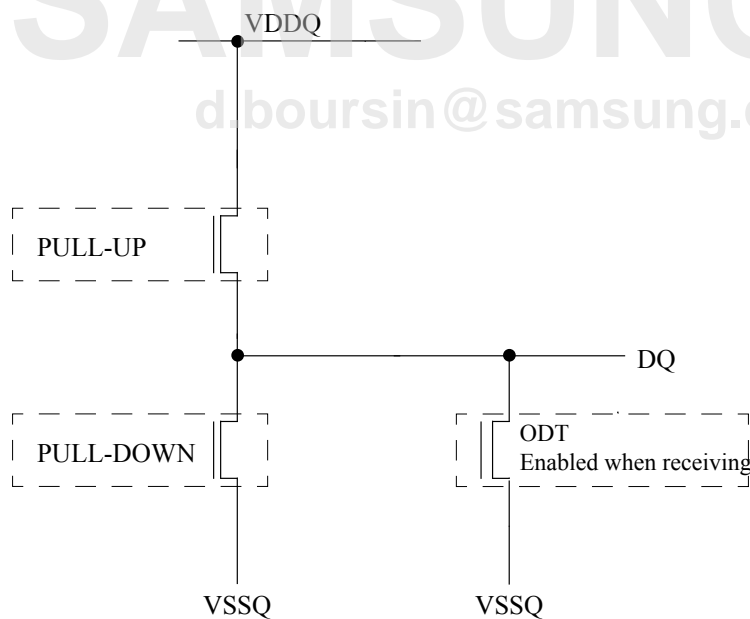 SAMSUNG
VDDQ
d.boursin@samsung.
PULL-UP
DQ
PULL-DOWN
ODT
Enabled when receiving
VSSQ
VSSQ